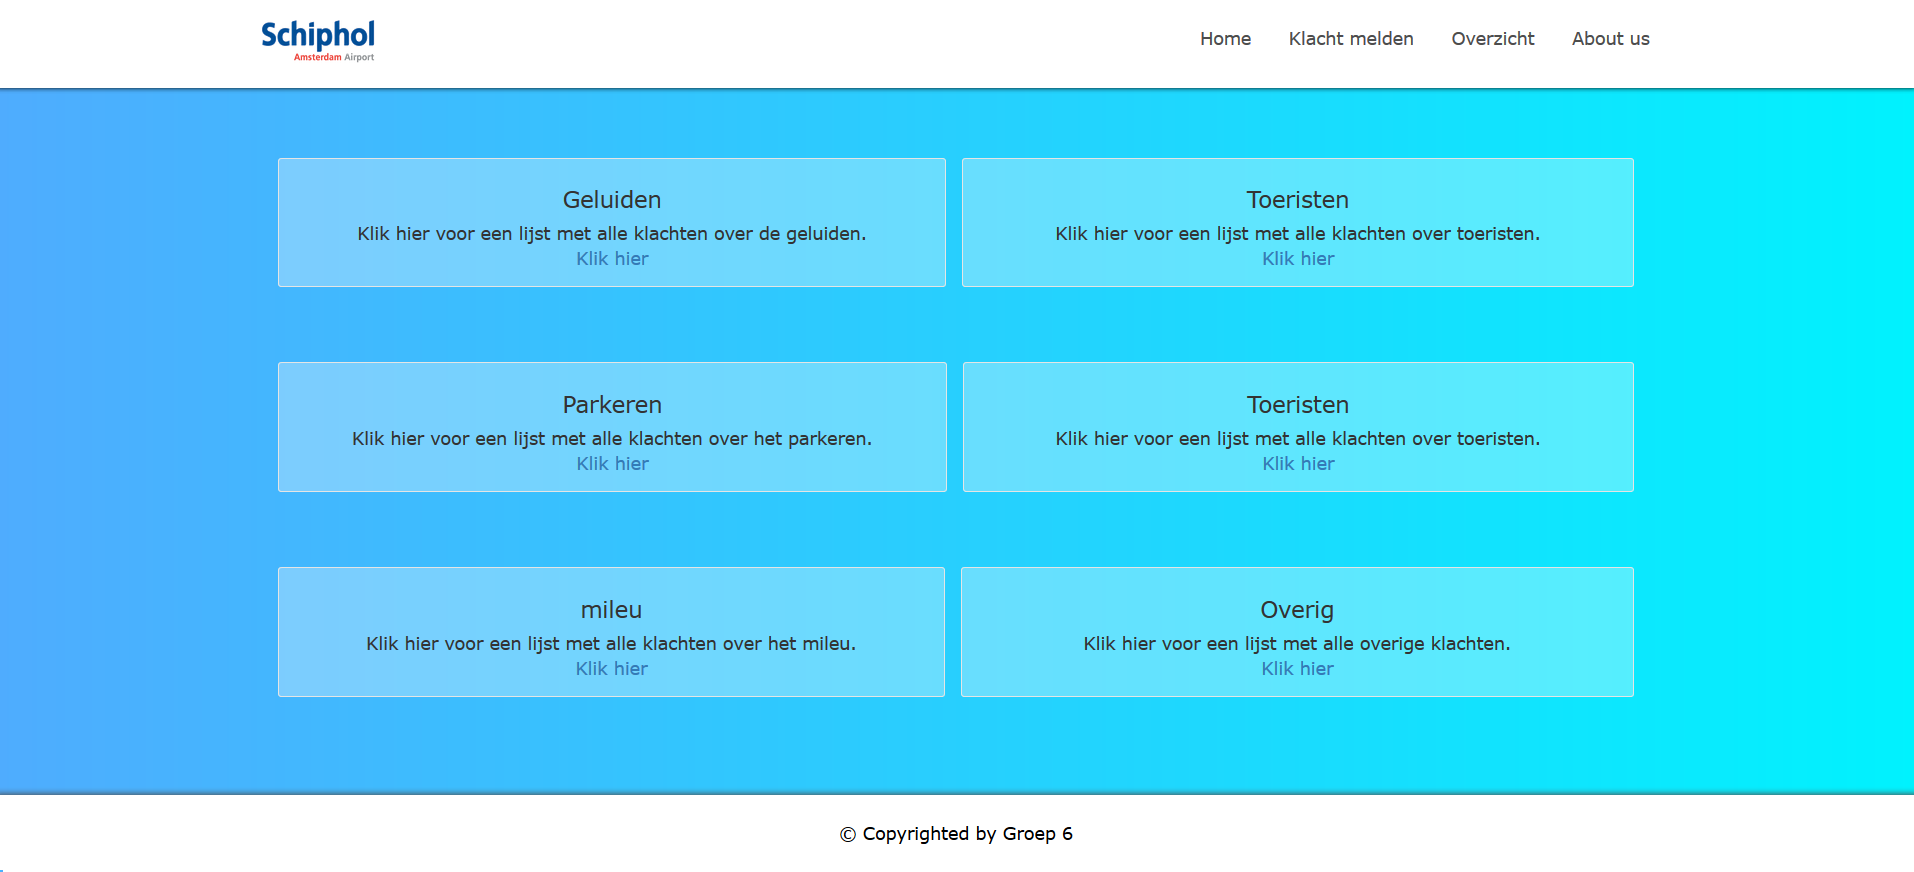 Schiphol
Amsterdam Airport
Home Klacht melden Overzicht About us
Geluiden
Klik hier voor een lijst met alle klachten over de geluiden.
Klik hier
Toeristen
Klik hier voor een lijst met alle klachten over toeristen.
Klik hier
Parkeren
Klik hier voor een lijst met alle klachten over het parkeren.
Klik hier
Toeristen
Klik hier voor een lijst met alle klachten over toeristen.
Klik hier
mileu
Klik hier voor een lijst met alle klachten over het mileu.
Klik hier
Overig
Klik hier voor een lijst met alle overige klachten.
Klik hier
© Copyrighted by Groep 6